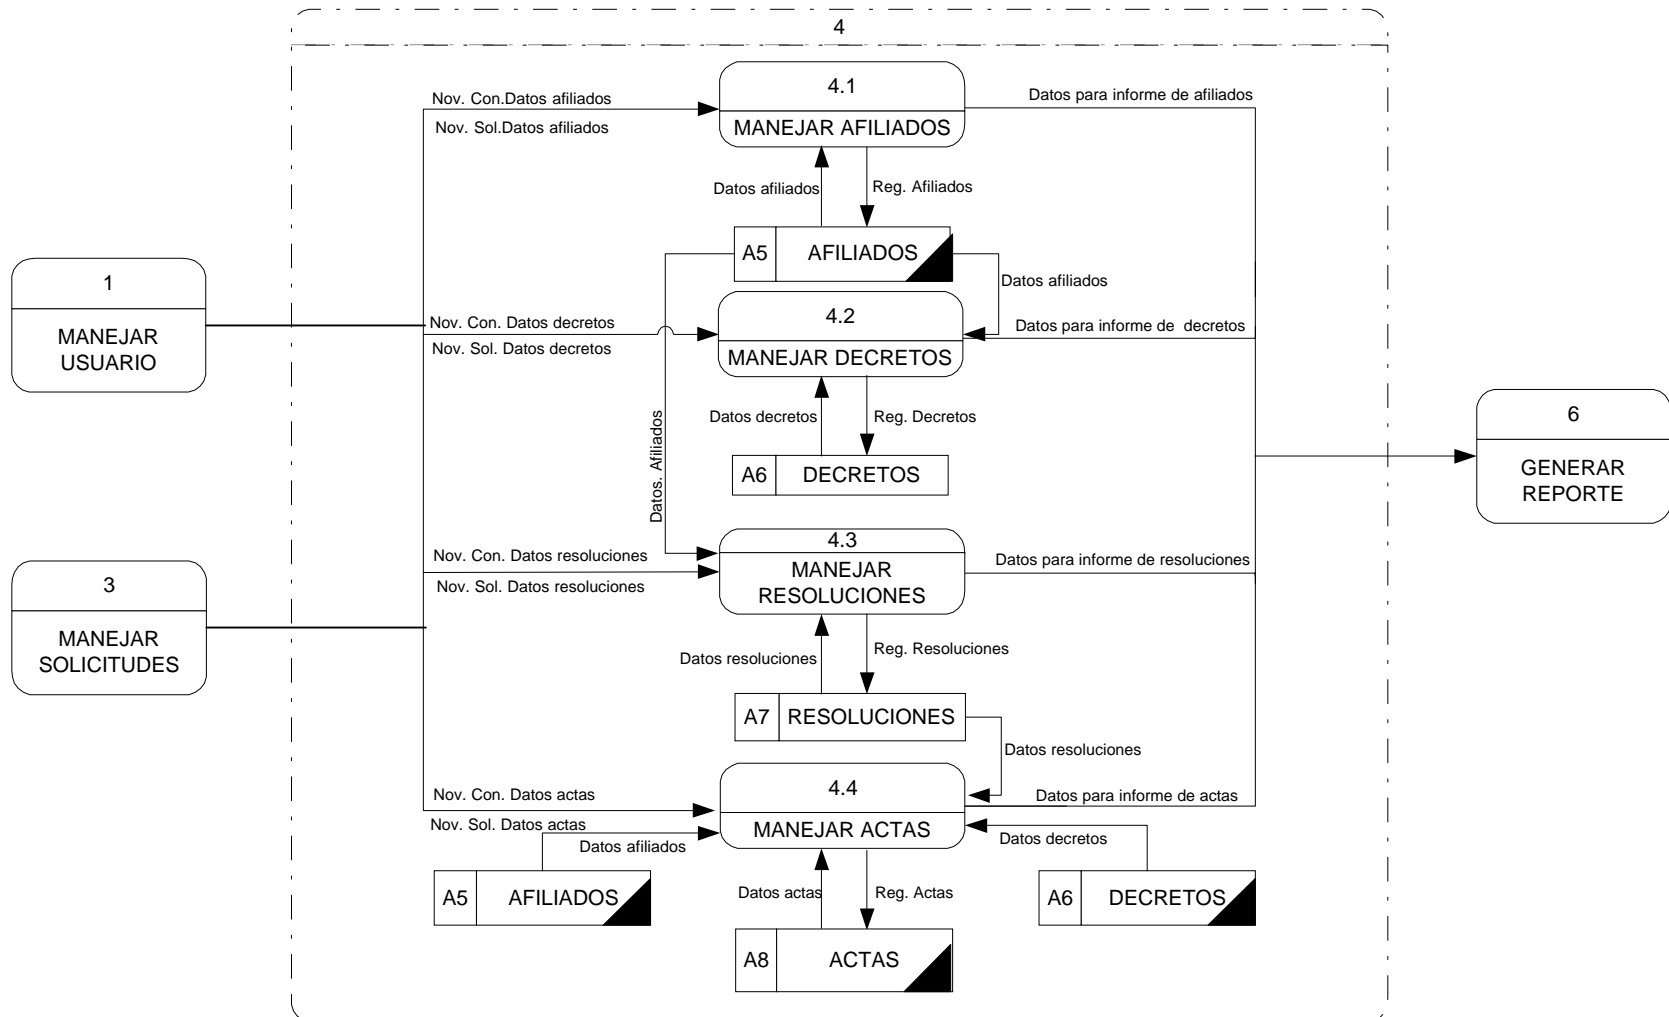 4
4.1
MANEJAR AFILIADOS
Nov. Con.Datos afiliados
Nov. Sol.Datos afiliados
Datos para informe de afiliados
Datos afiliados
Reg. Afiliados
A5
AFILIADOS
Datos afiliados
1
MANEJAR
USUARIO
Nov. Con. Datos decretos
Nov. Sol. Datos decretos
4.2
MANEJAR DECRETOS
Datos para informe de decretos
Datos decretos
Reg. Decretos
Datos. Afiliados
A6
DECRETOS
6
GENERAR
REPORTE
4.3
MANEJAR
RESOLUCIONES
Nov. Con. Datos resoluciones
Nov. Sol. Datos resoluciones
Datos para informe de resoluciones
3
MANEJAR
SOLICITUDES
Datos resoluciones
Reg. Resoluciones
A7
RESOLUCIONES
Datos resoluciones
4.4
MANEJAR ACTAS
Nov. Con. Datos actas
Nov. Sol. Datos actas
Datos para informe de actas
Datos afiliados
Datos decretos
A5
AFILIADOS
Datos actas
Reg. Actas
A6
DECRETOS
A8
ACTAS